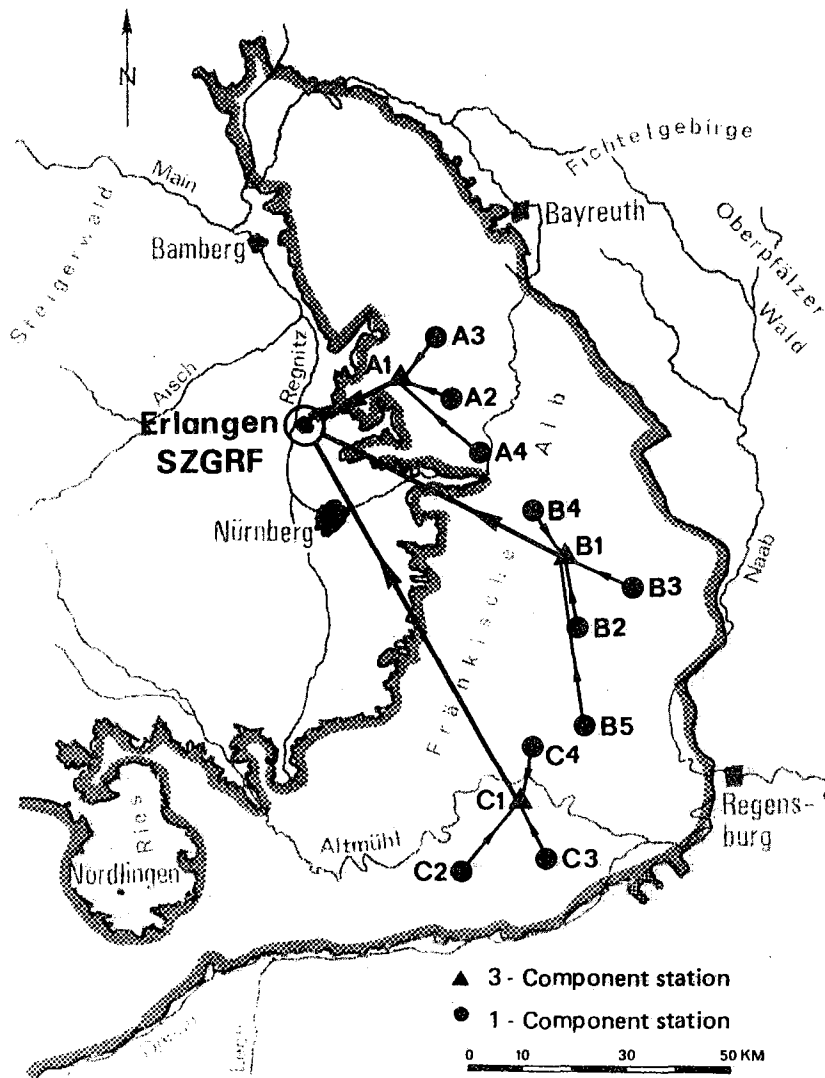 N
Fichtelgebirge
Main
Steigerwald
Bayreuth
Oberpfälzer
Wald
Bamberg
Regnitz
Aisch
A3
A1
A2
Erlangen
SZGRF
A4
Alb
B4
Nürnberg
B1
B3
Naab
B2
Fränkische
B5
C4
C1
Regens-
burg
Altmühl
Ries
C3
C2
Nördlingen
▲ 3 - Component station
● 1 - Component station
0 10 30 50 KM